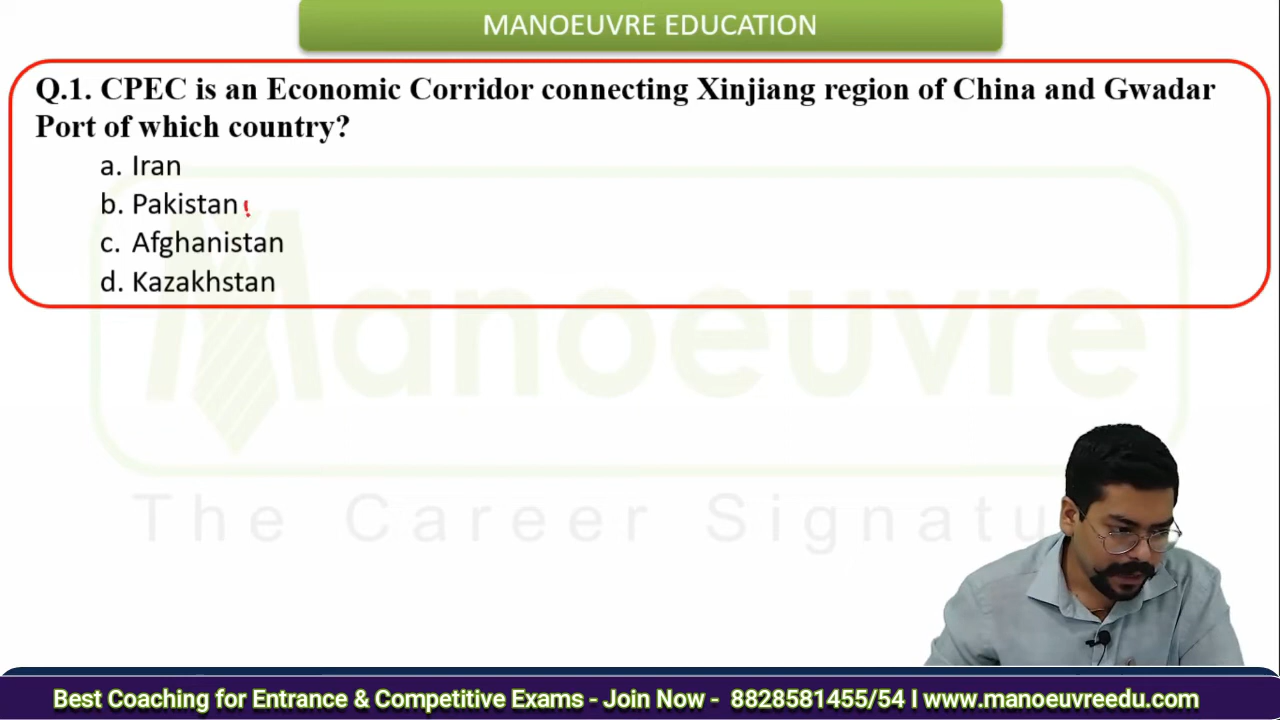 MANOEUVRE EDUCATION
Q.1. CPEC is an Economic Corridor connecting Xinjiang region of China and Gwadar
Port of which country?
a. Iran
b. Pakistan
c. Afghanistan
d. Kazakhstan
Manoeuvre
The Career Signatu
Best Coaching for Entrance & Competitive Exams - Join Now - 8828581455/54 I www.manoeuvreedu.com